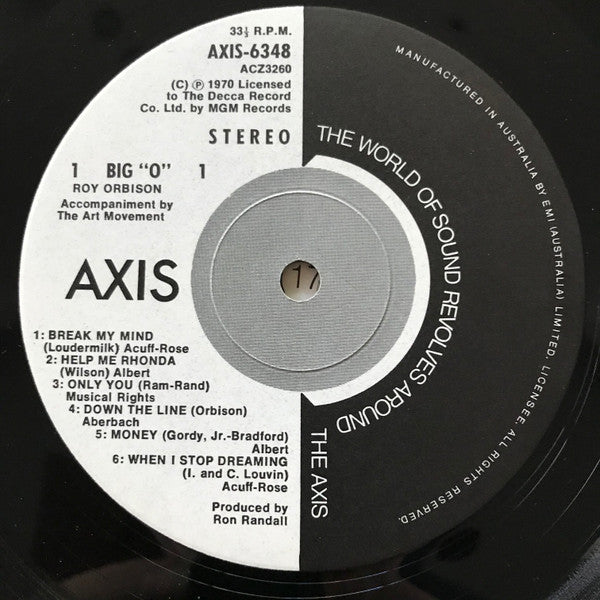 33⅓ R.P.M.
AXIS-6348
ACZ3260
(C) Ⓟ 1970 Licensed
to The Decca Record
Co. Ltd. by MGM Records
STEREO
1 BIG "O" 1
ROY ORBISON
Accompaniment by
The Art Movement
AXIS
17
1: BREAK MY MIND
(Loudermilk) Acuff-Rose
2: HELP ME RHONDA
(Wilson) Albert
3: ONLY YOU (Ram-Rand)
Musical Rights
4: DOWN THE LINE (Orbison)
Aberbach
5: MONEY (Gordy, Jr.-Bradford)
Albert
6: WHEN I STOP DREAMING
(I. and C. Louvin)
Acuff-Rose
Produced by
Ron Randall
THE WORLD OF SOUND REVOLVES AROUND
THE AXIS
MANUFACTURED IN AUSTRALIA BY EMI (AUSTRALIA) LIMITED. LICENSEE. ALL RIGHTS RESERVED.